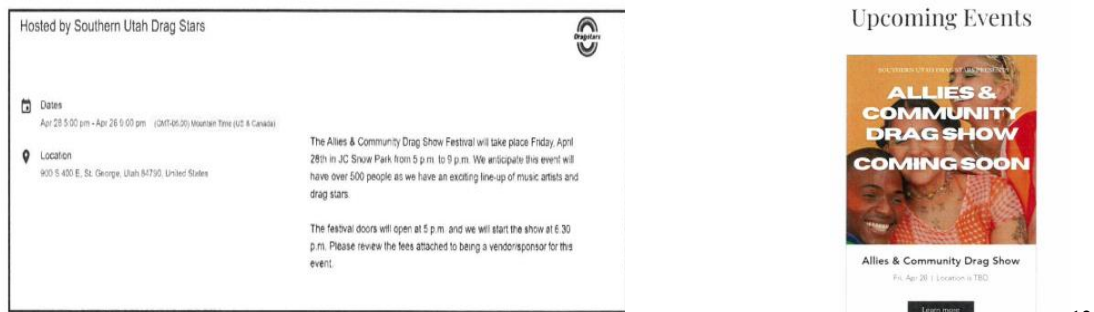 Hosted by Southern Utah Drag Stars
Dragstars
Dates
Apr 28 5:00 pm - Apr 28 9:00 pm (GMT-06:00) Mountain Time (US & Canada)
Location
900 S 400 E, St. George, Utah 84790, United States
The Allies & Community Drag Show Festival will take place Friday, April
28th in JC Snow Park from 5 p.m. to 9 p.m. We anticipate this event will
have over 500 people as we have an exciting line-up of music artists and
drag stars.
The festival doors will open at 5 p.m. and we will start the show at 6:30
p.m. Please review the fees attached to being a vendor/sponsor for this
event.
Upcoming Events
SOUTHERN UTAH DRAG STARS PRESENTS
ALLIES &
COMMUNITY
DRAG SHOW
COMING SOON
Allies & Community Drag Show
Fri, Apr 28 | Location is TBD
Learn more